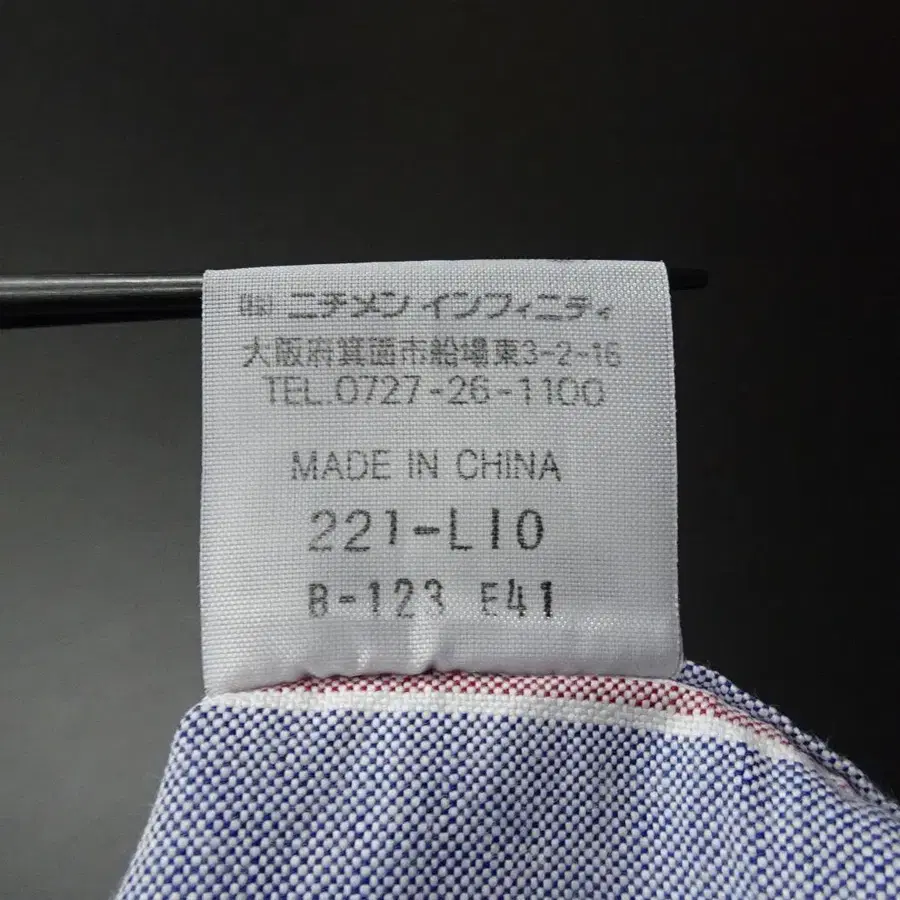 ㈱ ニチメン インフィニティ
大阪府箕面市船場東3-2-16
TEL.0727-26-1100
MADE IN CHINA
221-L10
B-123 E41